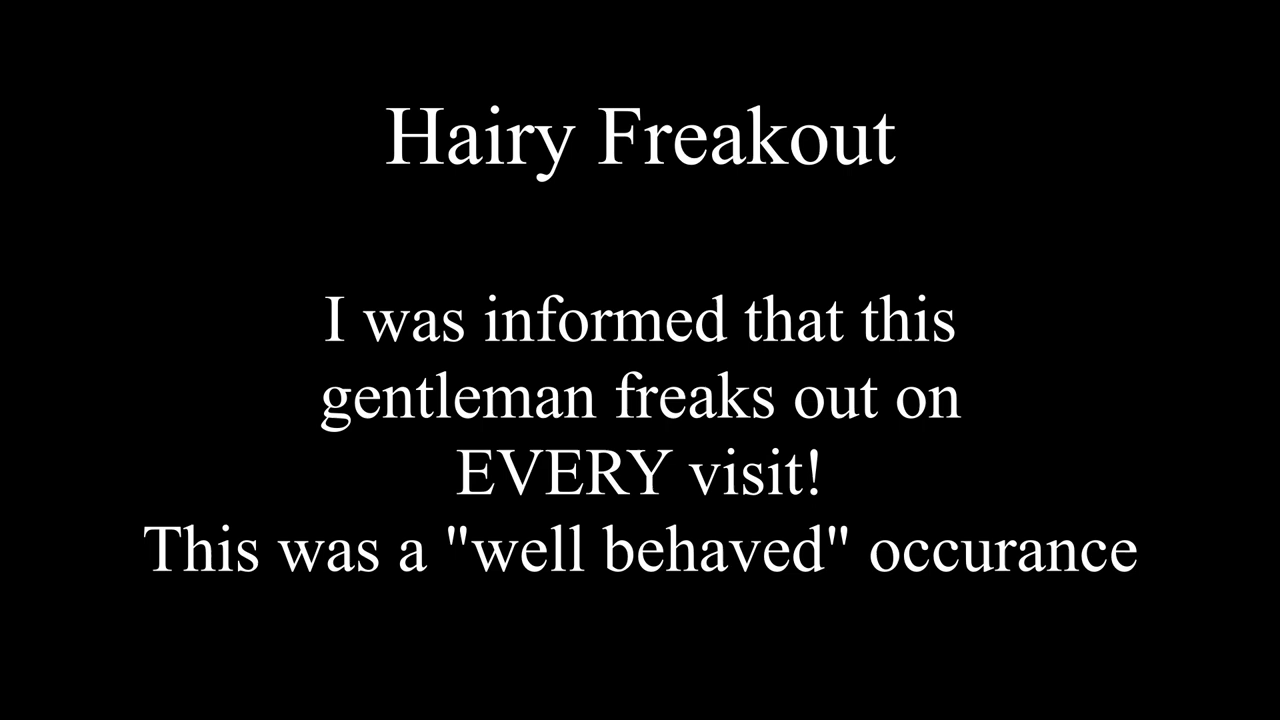 Hairy Freakout
I was informed that this
gentleman freaks out on
EVERY visit!
This was a "well behaved" occurance